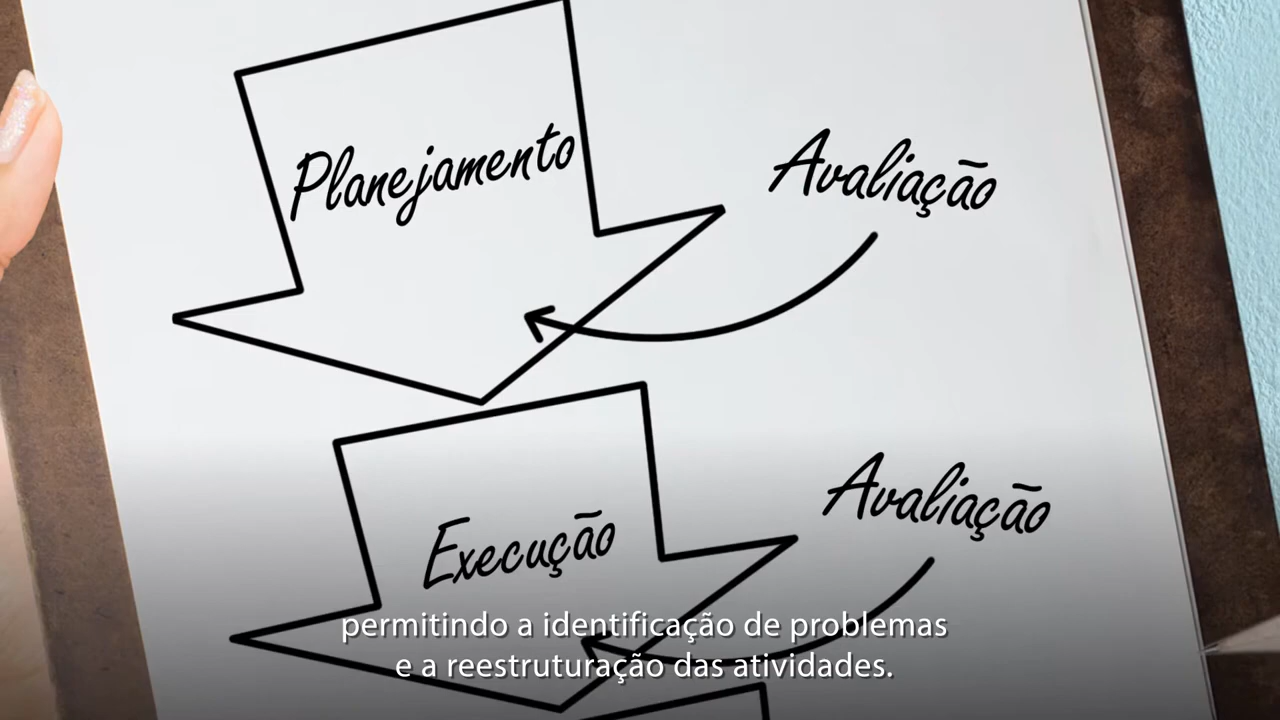 Planejamento
Avaliação
Execução
Avaliação
permitindo a identificação de problemas
e a reestruturação das atividades.